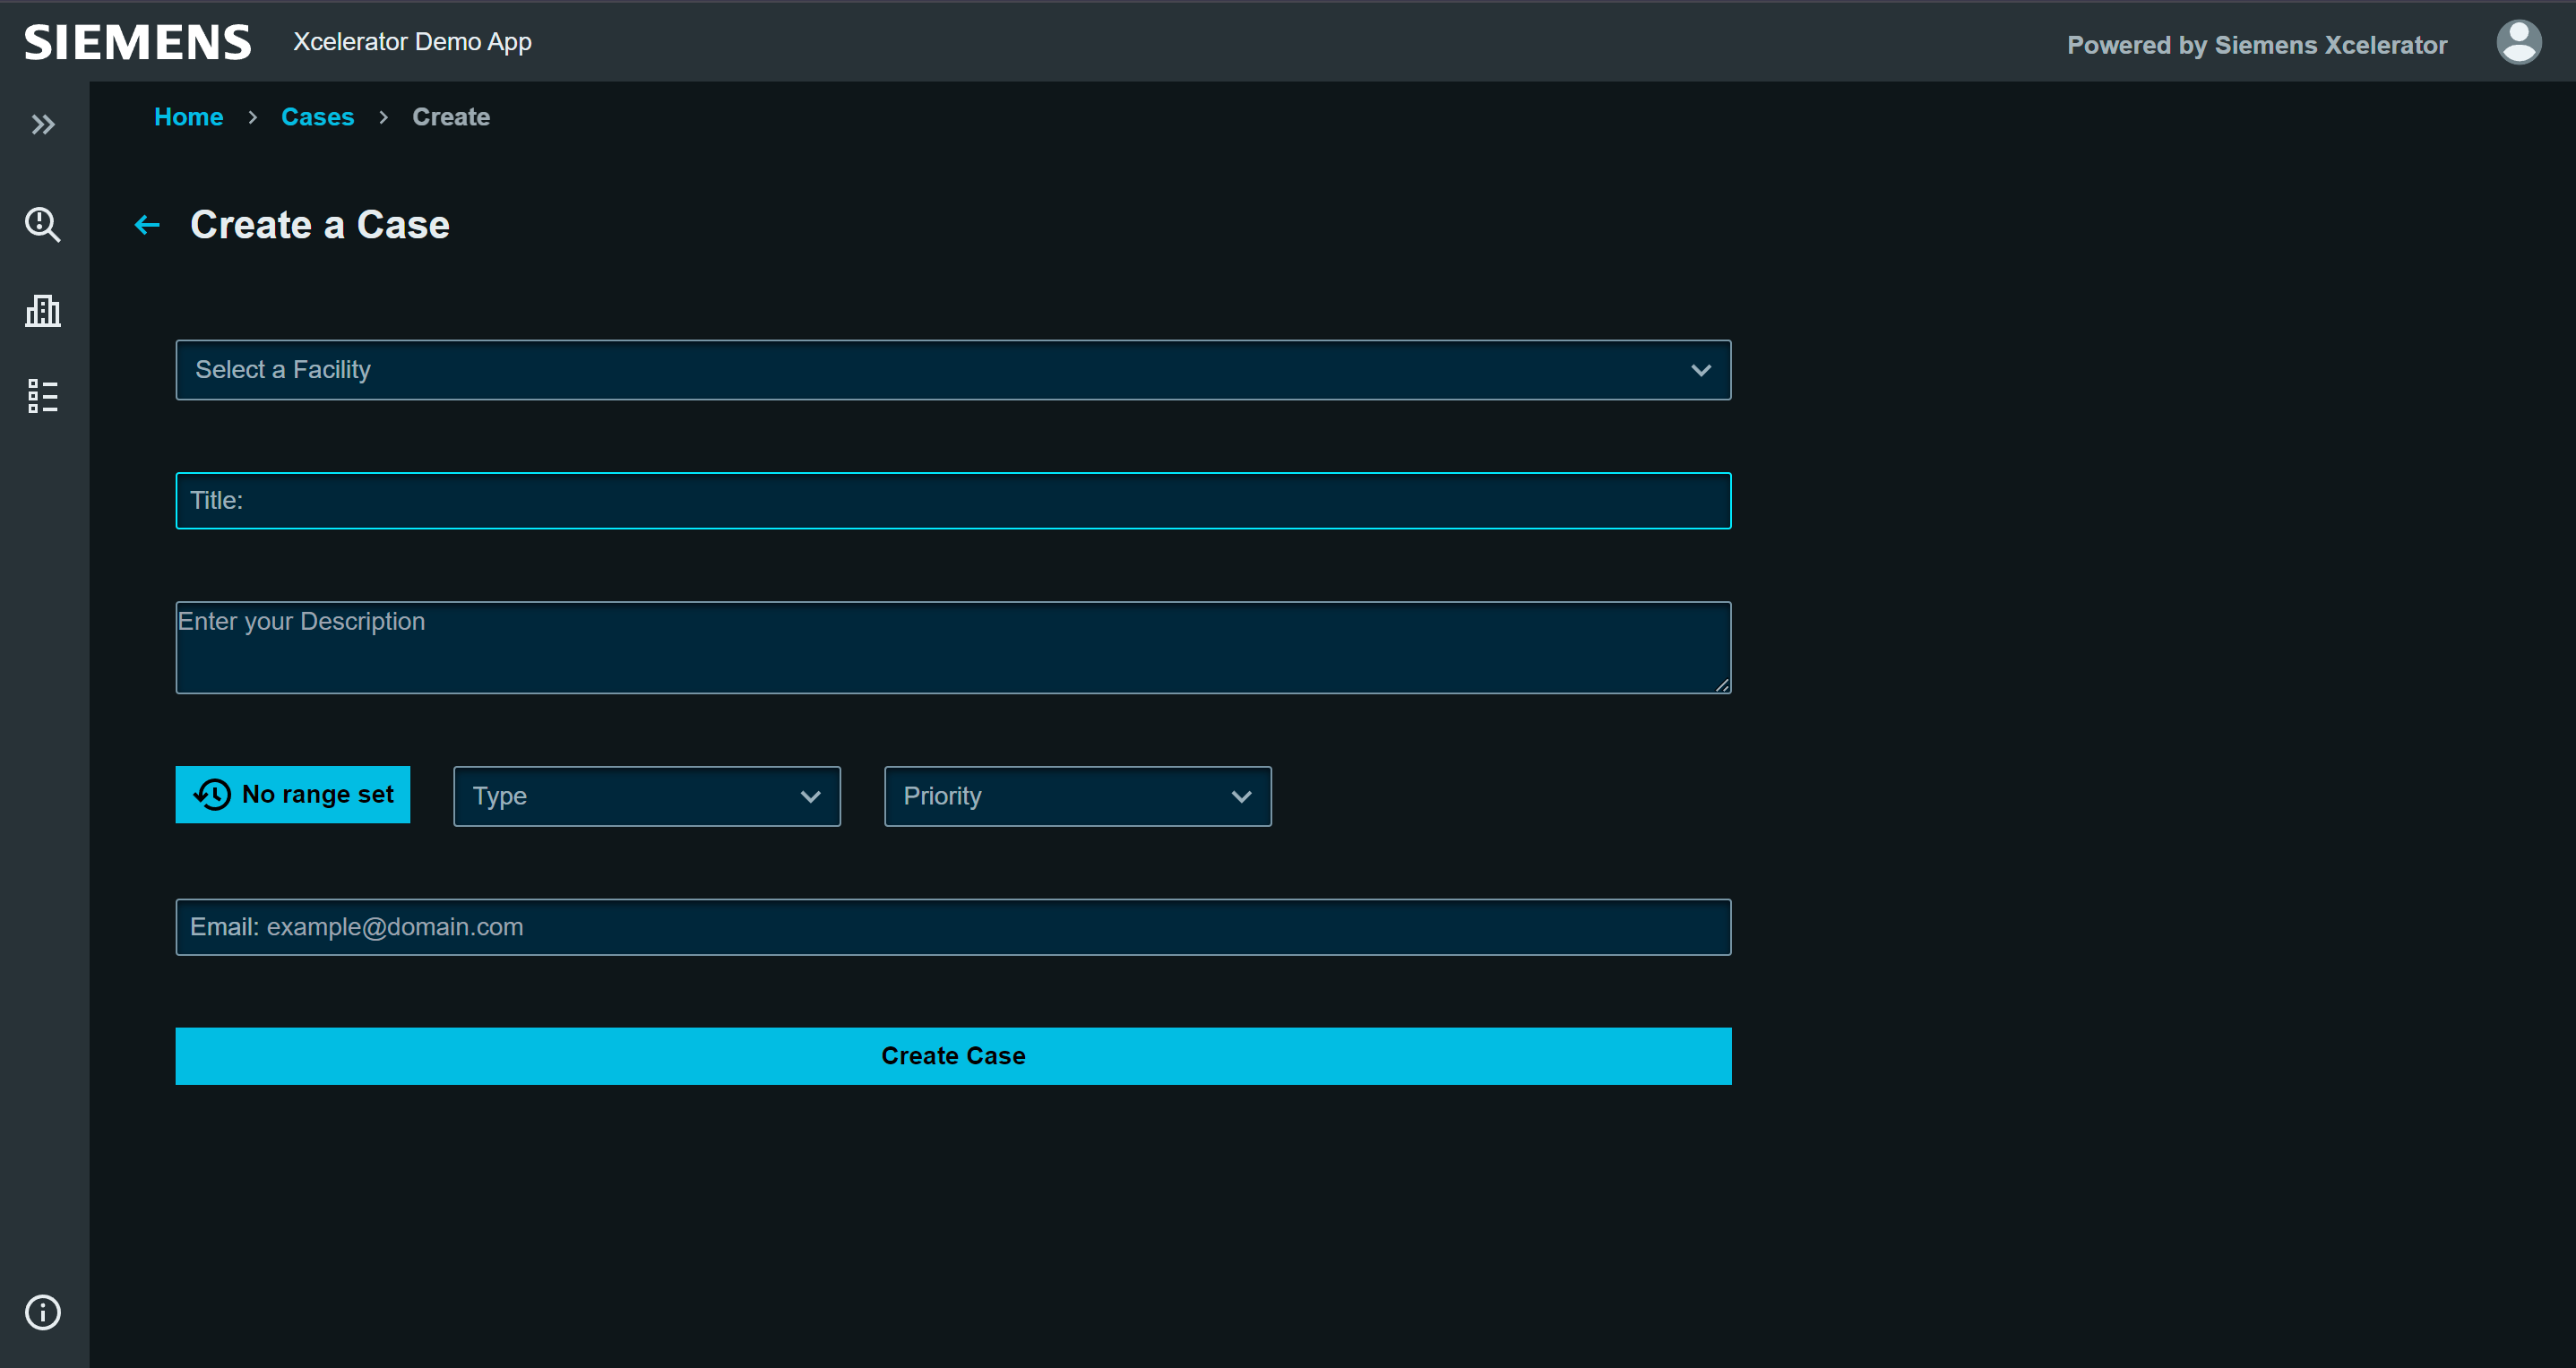 SIEMENS Xcelerator Demo App Powered by Siemens Xcelerator
Home > Cases > Create
Create a Case
Select a Facility
Title:
Enter your Description
No range set Type Priority
Email: example@domain.com
Create Case